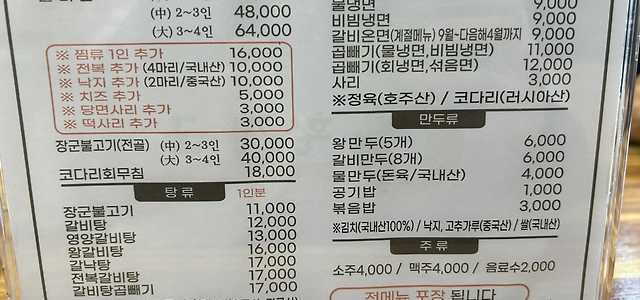 (中) 2~3인 48,000
(大) 3~4인 64,000
※ 찜류 1인 추가 16,000
※ 전복 추가 (4마리/국내산) 10,000
※ 낙지 추가 (2마리/중국산) 10,000
※ 치즈 추가 5,000
※ 당면사리 추가 3,000
※ 떡사리 추가 3,000
장군불고기(전골) (中) 2~3인 30,000
(大) 3~4인 40,000
코다리회무침 18,000
탕류 1인분
장군불고기 11,000
갈비탕 12,000
영양갈비탕 13,000
왕갈비탕 16,000
갈낙탕 17,000
전복갈비탕 17,000
갈비탕곱빼기 17,000
물냉면 9,000
비빔냉면 9,000
갈비온면(계절메뉴) 9월~다음해4월까지 9,000
곱빼기(물냉면,비빔냉면) 11,000
곱빼기(회냉면,섞음면) 12,000
사리 3,000
※정육(호주산) / 코다리(러시아산)
만두류
왕만두(5개) 6,000
갈비만두(8개) 6,000
물만두(돈육/국내산) 4,000
공기밥 1,000
볶음밥 3,000
※김치(국내산100%) / 낙지, 고추가루(중국산) / 쌀(국내산)
주류
소주4,000 / 맥주4,000 / 음료수2,000
전메뉴 포장 됩니다